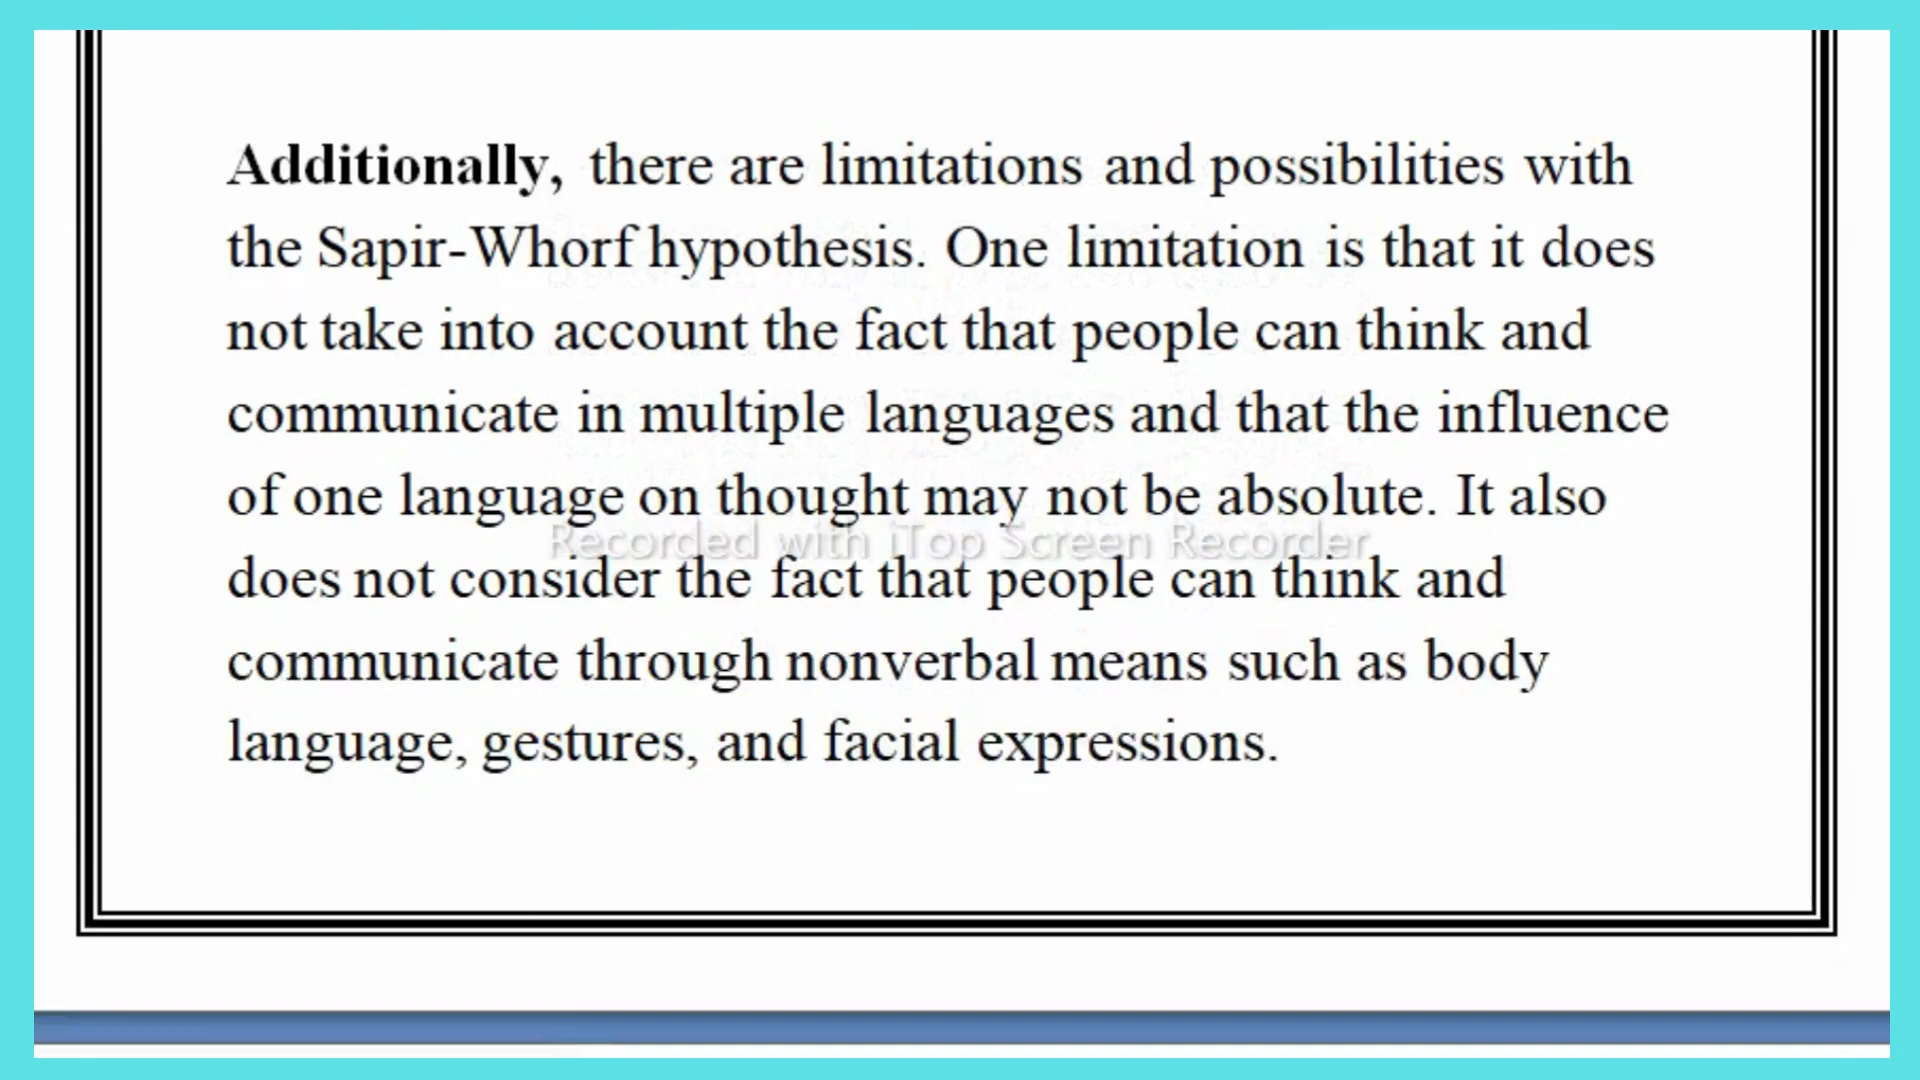 Additionally, there are limitations and possibilities with
the Sapir-Whorf hypothesis. One limitation is that it does
not take into account the fact that people can think and
communicate in multiple languages and that the influence
of one language on thought may not be absolute. It also
Recorded with iTop Screen Recorder
does not consider the fact that people can think and
communicate through nonverbal means such as body
language, gestures, and facial expressions.